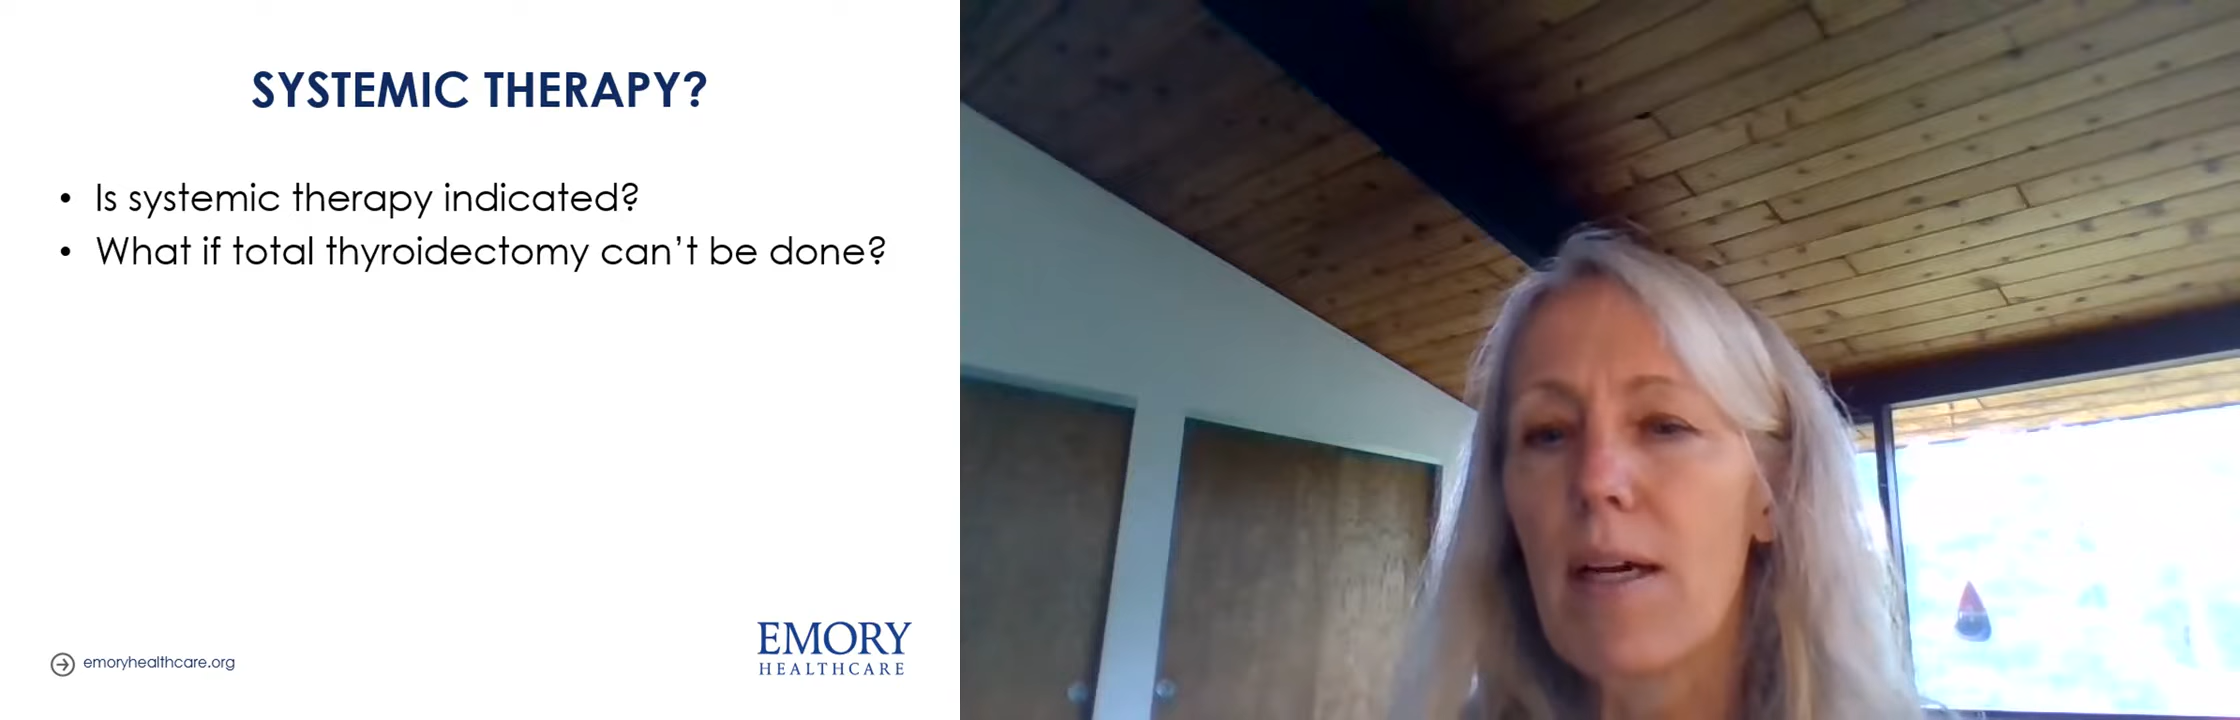 SYSTEMIC THERAPY?
• Is systemic therapy indicated?
• What if total thyroidectomy can't be done?
emoryhealthcare.org
EMORY
HEALTHCARE